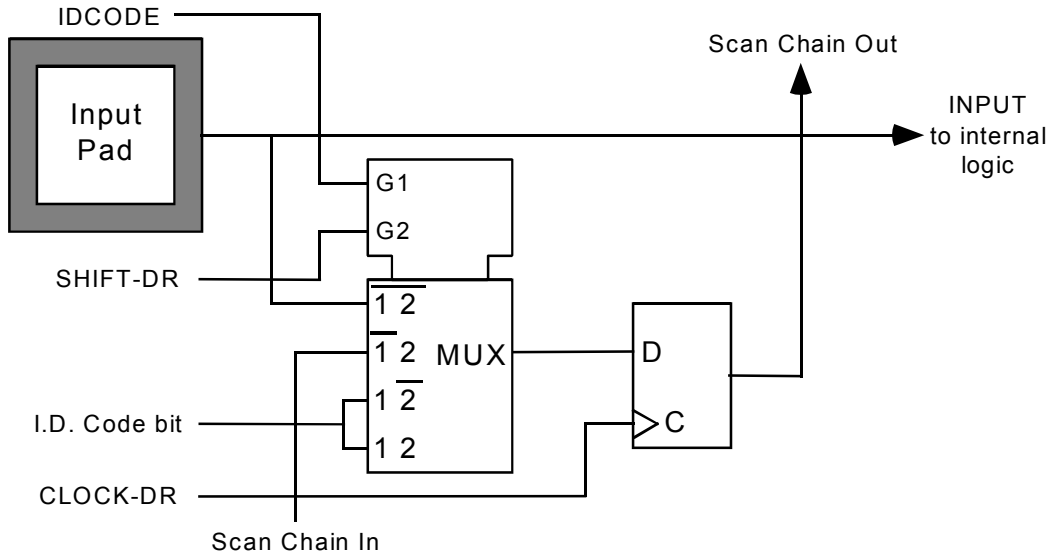 IDCODE
Input
Pad
Scan Chain Out
INPUT
to internal
logic
G1
G2
SHIFT-DR
1̅ 2̅
1̅ 2
MUX
1 2̅
1 2
D
C
I.D. Code bit
CLOCK-DR
Scan Chain In